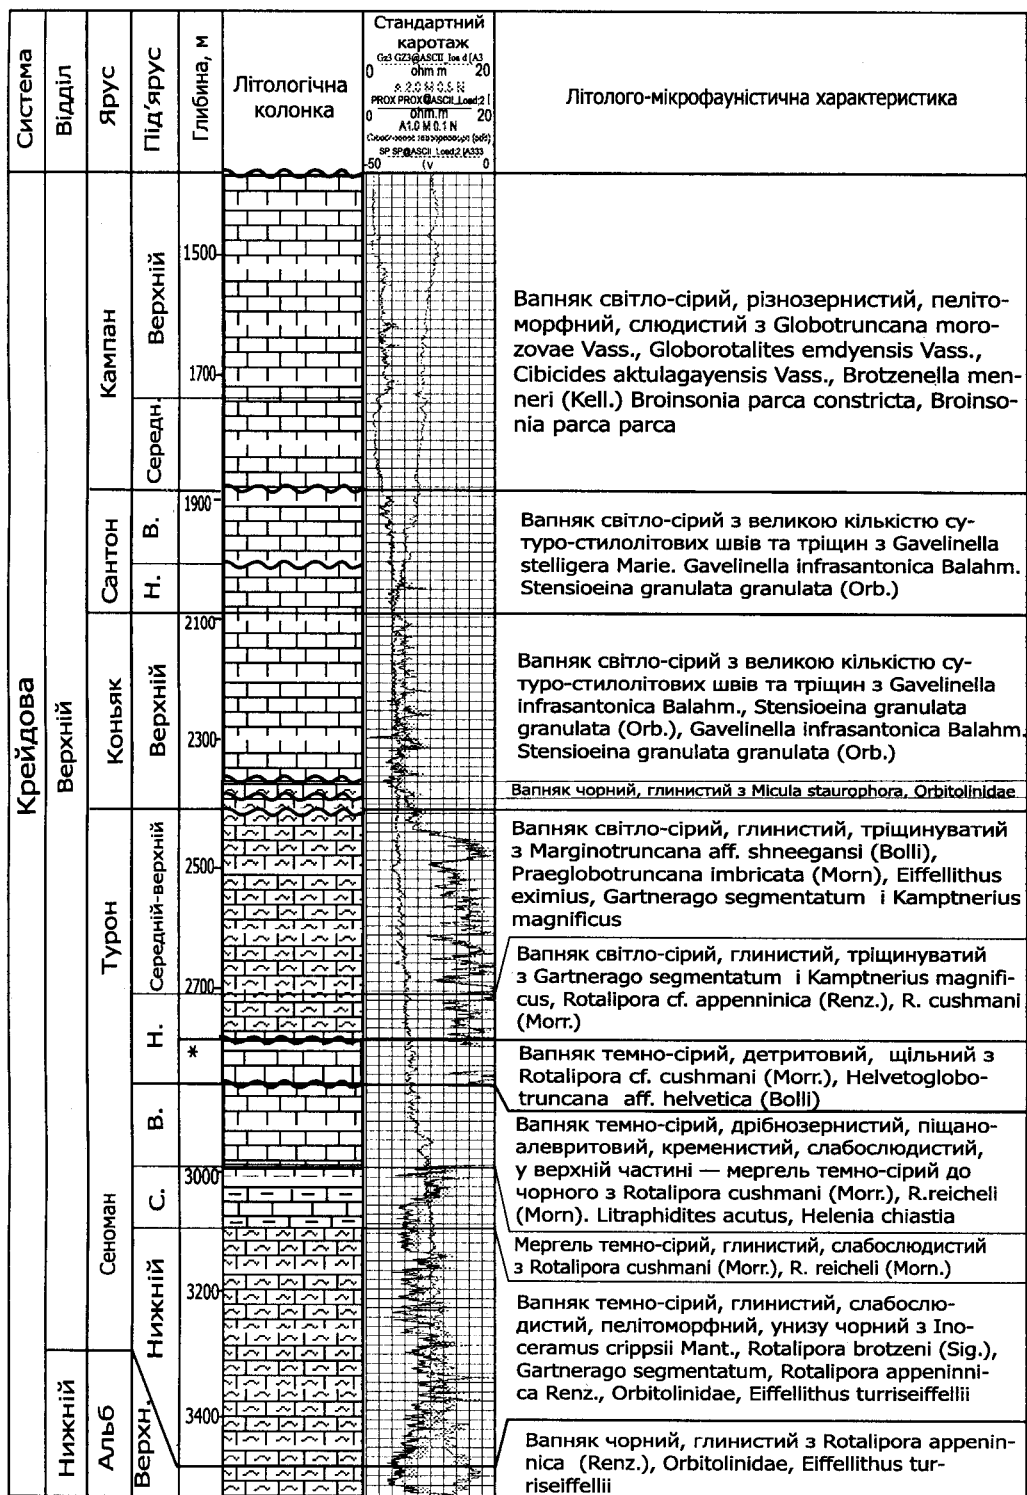 Система
Відділ
Ярус
Під'ярус
Глибина, м
Літологічна
колонка
Стандартний
каротаж
0 ohm m 20
PROX PROX@ASCII_Load;2 [
0 ohm.m 20
A1.0 M 0.1 N
-50 (v 0
Літолого-мікрофауністична характеристика
Крейдова
Верхній
Нижній
Кампан
Сантон
Коньяк
Турон
Сеноман
Альб
Верхній
Середн.
В.
Н.
Верхній
Середній-верхній
Н.
В.
С.
Нижній
Верхн.
1500
1700
1900
2100
2300
2500
2700
*
3000
3200
3400
Вапняк світло-сірий, різнозернистий, пеліто-
морфний, слюдистий з Globotruncana moro-
zovae Vass., Globorotalites emdyensis Vass.,
Cibicides aktulagayensis Vass., Brotzenella men-
neri (Kell.) Broinsonia parca constricta, Broinso-
nia parca parca
Вапняк світло-сірий з великою кількістю су-
туро-стилолітових швів та тріщин з Gavelinella
stelligera Marie. Gavelinella infrasantonica Balahm.
Stensioeina granulata granulata (Orb.)
Вапняк світло-сірий з великою кількістю су-
туро-стилолітових швів та тріщин з Gavelinella
infrasantonica Balahm., Stensioeina granulata
granulata (Orb.), Gavelinella infrasantonica Balahm.
Stensioeina granulata granulata (Orb.)
Вапняк чорний, глинистий з Micula staurophora, Orbitolinidae
Вапняк світло-сірий, глинистий, тріщинуватий
з Marginotruncana aff. shneegansi (Bolli),
Praeglobotruncana imbricata (Morn), Eiffellithus
eximius, Gartnerago segmentatum і Kamptnerius
magnificus
Вапняк світло-сірий, глинистий, тріщинуватий
з Gartnerago segmentatum і Kamptnerius magnifi-
cus, Rotalipora cf. appenninica (Renz.), R. cushmani
(Morr.)
Вапняк темно-сірий, детритовий, щільний з
Rotalipora cf. cushmani (Morr.), Helvetoglobo-
truncana aff. helvetica (Bolli)
Вапняк темно-сірий, дрібнозернистий, піщано-
алевритовий, кременистий, слабослюдистий,
у верхній частині — мергель темно-сірий до
чорного з Rotalipora cushmani (Morr.), R.reicheli
(Morn). Litraphidites acutus, Helenia chiastia
Мергель темно-сірий, глинистий, слабослюдистий
з Rotalipora cushmani (Morr.), R. reicheli (Morn.)
Вапняк темно-сірий, глинистий, слабослю-
дистий, пелітоморфний, унизу чорний з Ino-
ceramus crippsii Mant., Rotalipora brotzeni (Sig.),
Gartnerago segmentatum, Rotalipora appeninni-
ca Renz., Orbitolinidae, Eiffellithus turriseiffellii
Вапняк чорний, глинистий з Rotalipora appenin-
nica (Renz.), Orbitolinidae, Eiffellithus tur-
riseiffellii